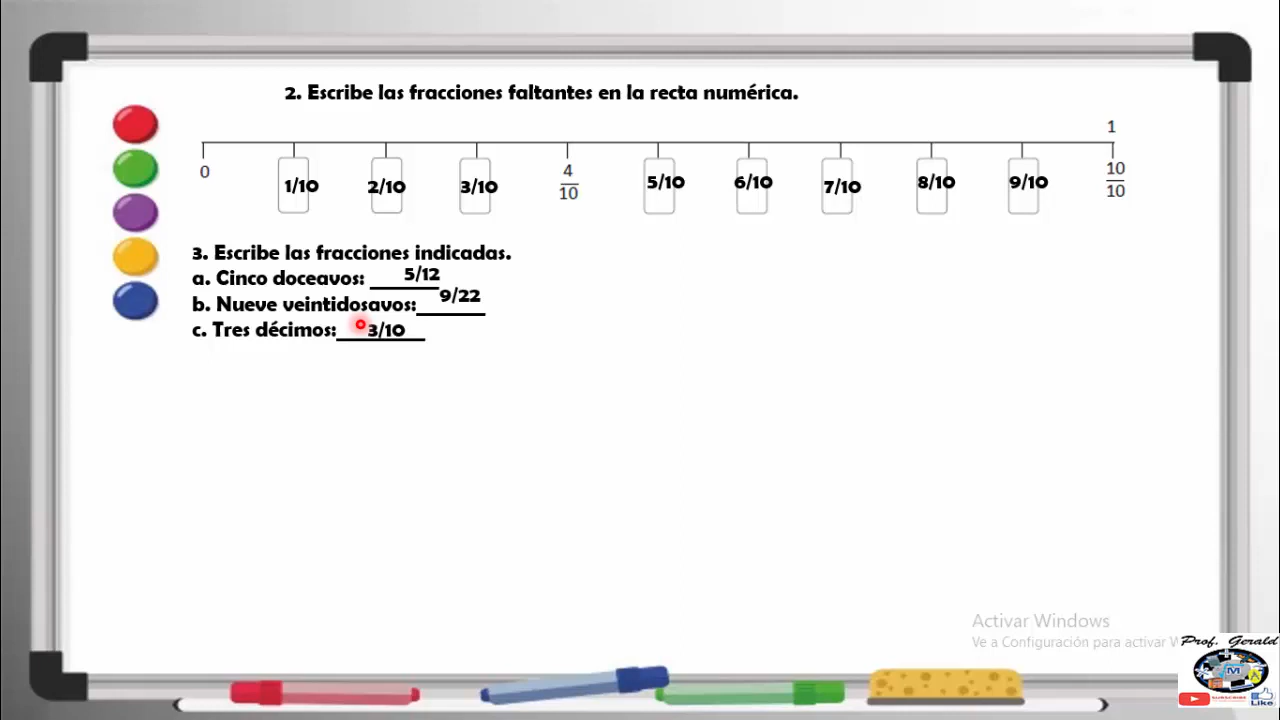 2. Escribe las fracciones faltantes en la recta numérica.
1
0 1/10 2/10 3/10 4/10 5/10 6/10 7/10 8/10 9/10 10/10
3. Escribe las fracciones indicadas.
a. Cinco doceavos: 5/12
b. Nueve veintidosavos: 9/22
c. Tres décimos: 3/10
Activar Windows
Ve a Configuración para activar W
Prof. Gerald
M
Like